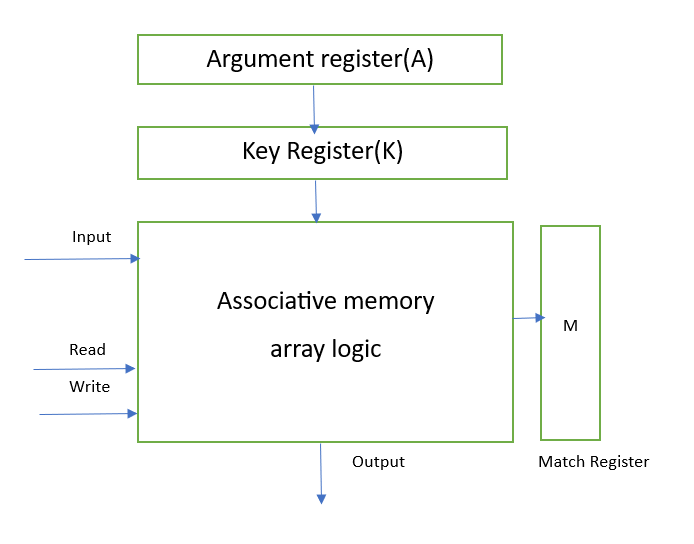 Argument register(A)
Key Register(K)
Input
Associative memory
array logic
M
Read
Write
Output
Match Register